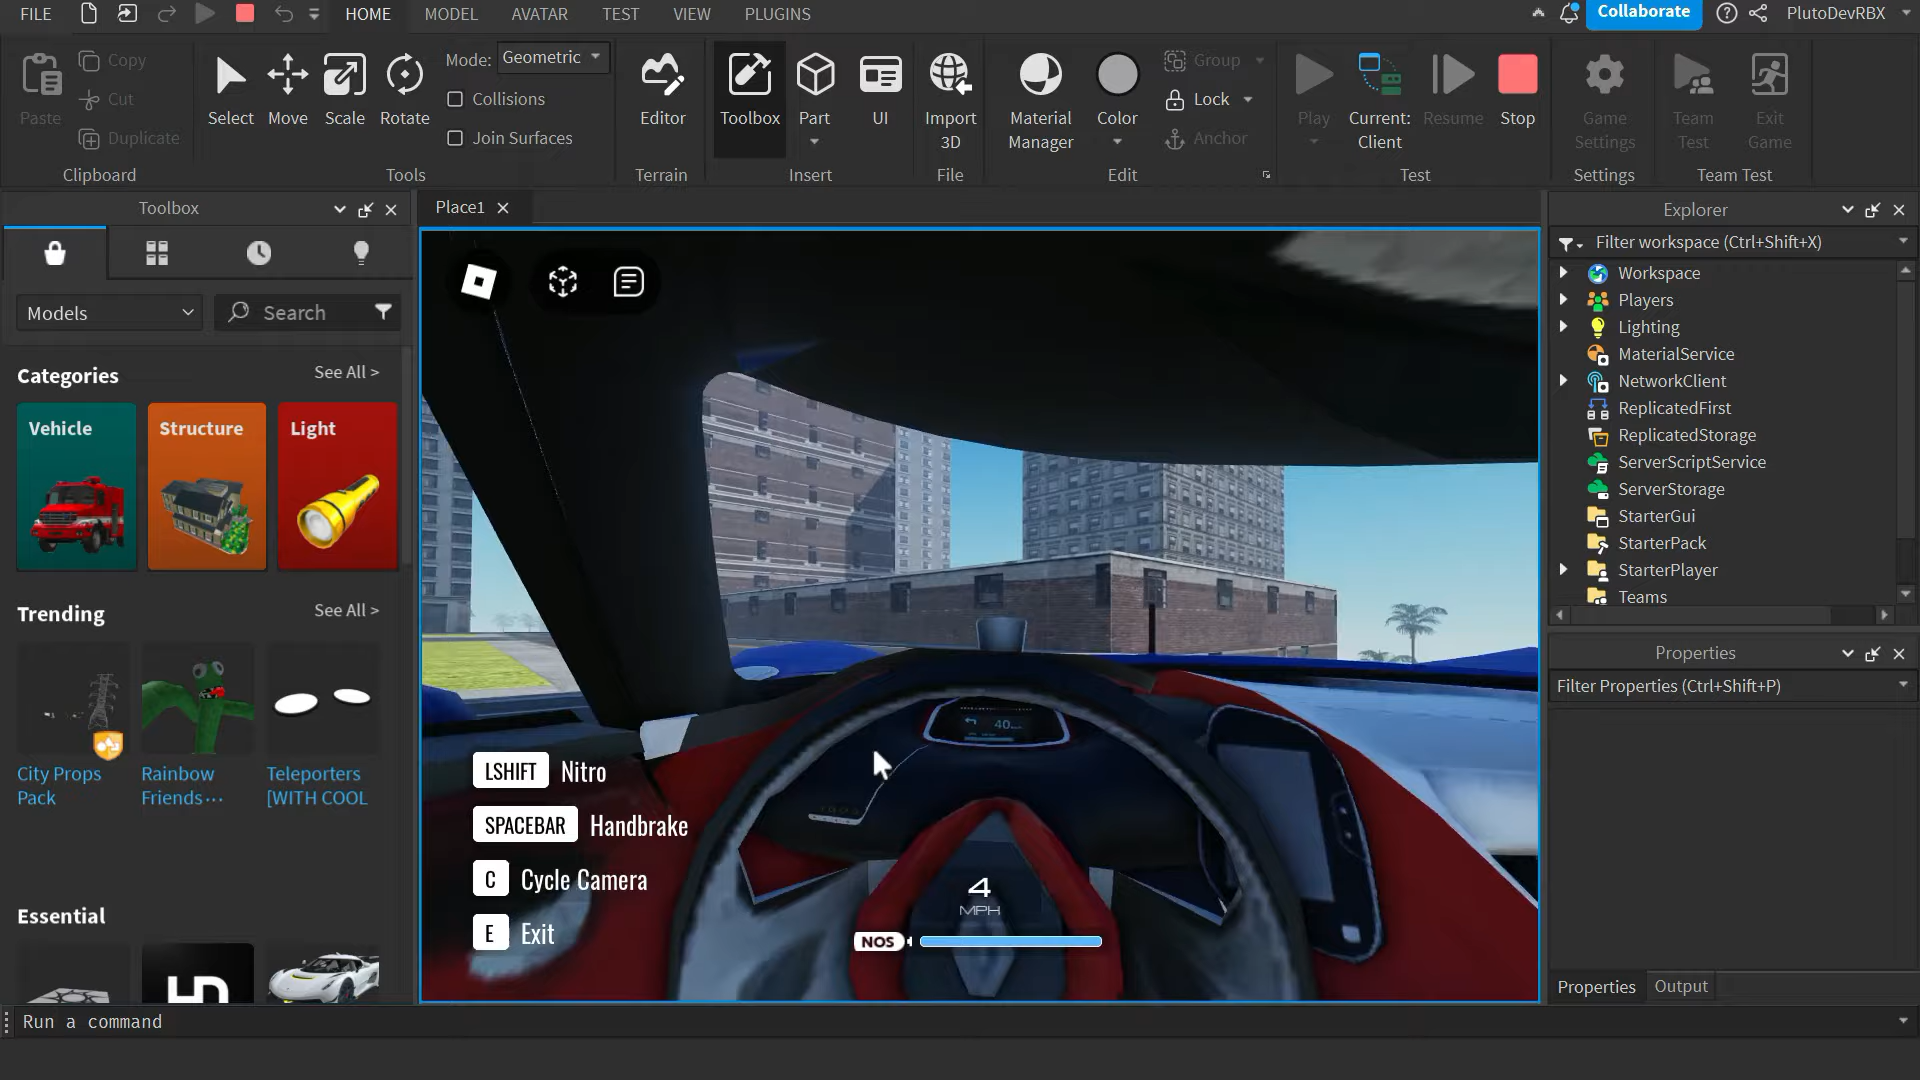 FILE HOME MODEL AVATAR TEST VIEW PLUGINS Collaborate PlutoDevRBX
Paste
Copy
Cut
Duplicate
Clipboard
Select Move Scale Rotate
Mode: Geometric
Collisions
Join Surfaces
Tools
Editor
Terrain
Toolbox Part UI
Insert
Import
3D
File
Material
Manager
Color
Group
Lock
Anchor
Edit
Play
Current:
Client
Resume Stop
Test
Game
Settings
Settings
Team
Test
Exit
Game
Team Test
Toolbox
Models
Search
Categories See All >
Vehicle Structure Light
Trending See All >
City Props
Pack
Rainbow
Friends...
Teleporters
[WITH COOL
Essential
HD
Place1
40
LSHIFT Nitro
SPACEBAR Handbrake
C Cycle Camera
E Exit
4
MPH
NOS
Explorer
Filter workspace (Ctrl+Shift+X)
Workspace
Players
Lighting
MaterialService
NetworkClient
ReplicatedFirst
ReplicatedStorage
ServerScriptService
ServerStorage
StarterGui
StarterPack
StarterPlayer
Teams
Properties
Filter Properties (Ctrl+Shift+P)
Properties Output
Run a command